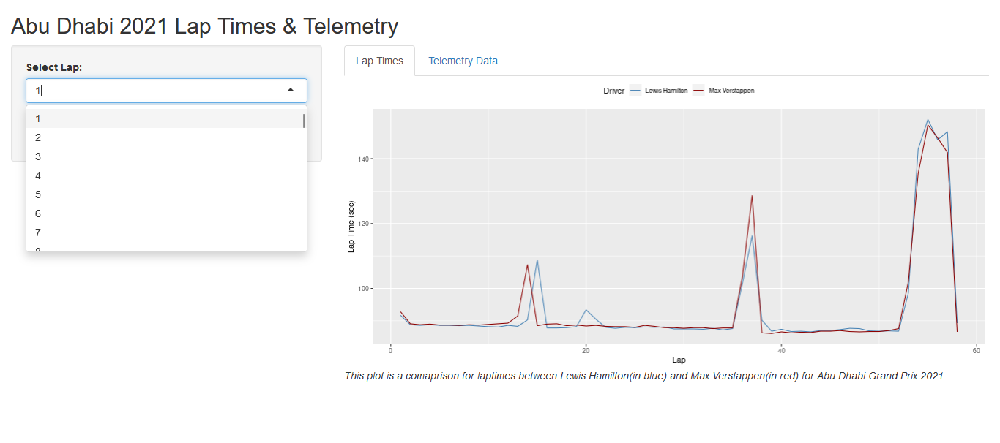 Abu Dhabi 2021 Lap Times & Telemetry
Select Lap:
1
1
2
3
4
5
6
7
8
Lap Times
Telemetry Data
Driver Lewis Hamilton Max Verstappen
Lap Time (sec)
140
120
100
0 20 40 60
Lap
This plot is a comaprison for laptimes between Lewis Hamilton(in blue) and Max Verstappen(in red) for Abu Dhabi Grand Prix 2021.